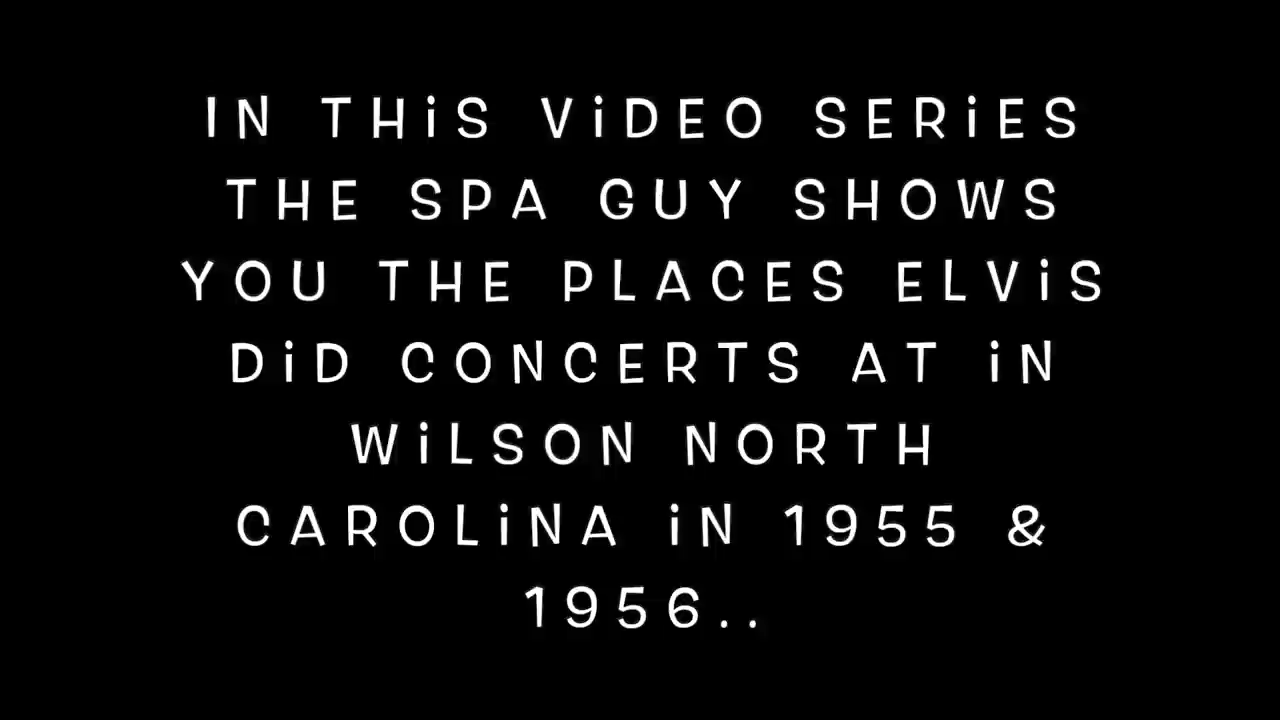 IN THiS ViDEO SERiES
THE SPA GUY SHOWS
YOU THE PLACES ELViS
DiD CONCERTS AT iN
WiLSON NORTH
CAROLiNA iN 1955 &
1956..